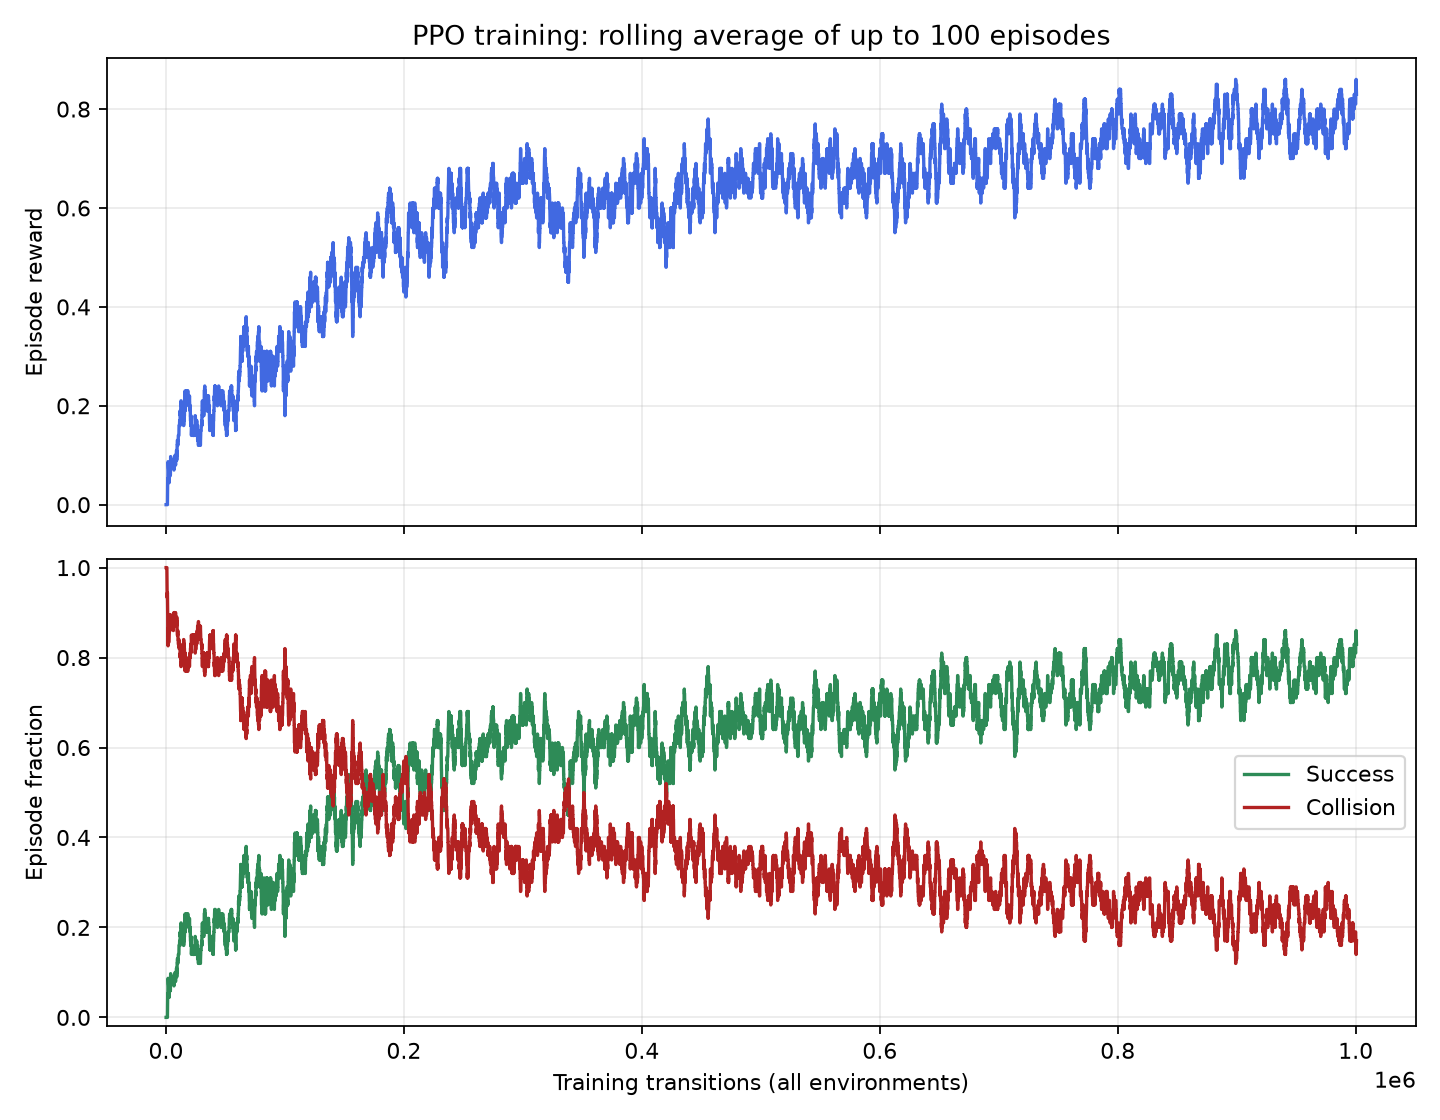 PPO training: rolling average of up to 100 episodes
0.8
0.6
0.4
0.2
0.0
Episode reward
1.0
0.8
0.6
0.4
0.2
0.0
Episode fraction
Success
Collision
0.0 0.2 0.4 0.6 0.8 1.0
1e6
Training transitions (all environments)